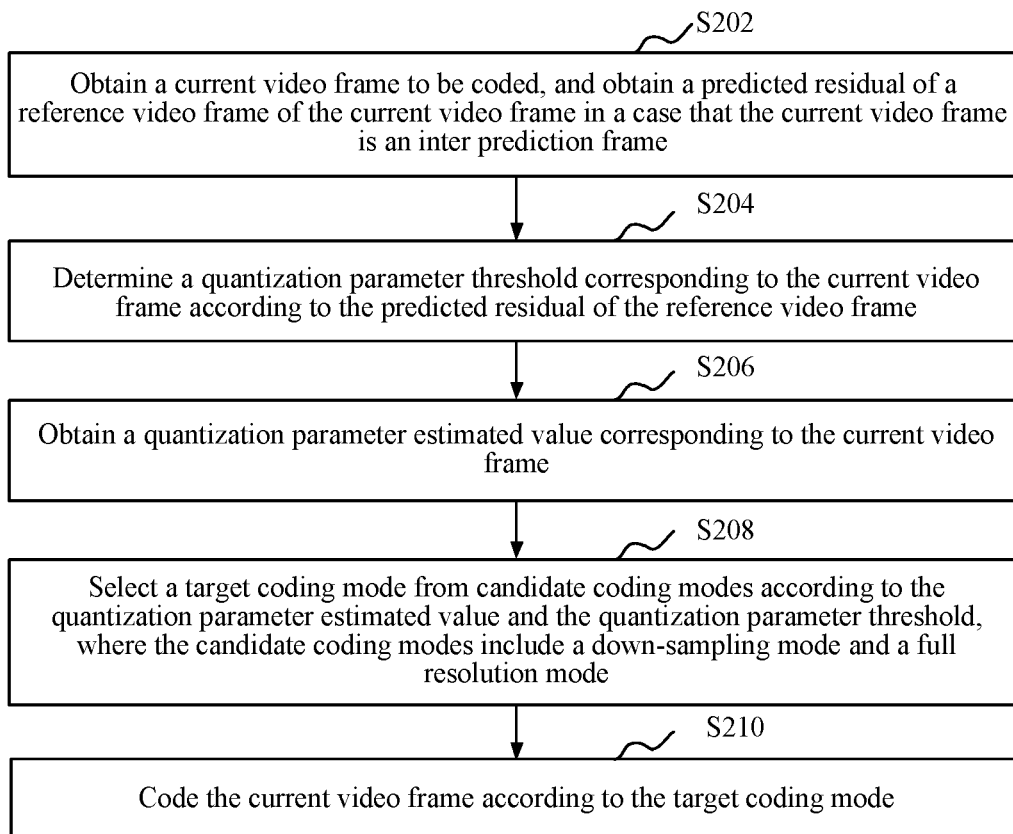 S202
Obtain a current video frame to be coded, and obtain a predicted residual of a
reference video frame of the current video frame in a case that the current video frame
is an inter prediction frame
S204
Determine a quantization parameter threshold corresponding to the current video
frame according to the predicted residual of the reference video frame
S206
Obtain a quantization parameter estimated value corresponding to the current video
frame
S208
Select a target coding mode from candidate coding modes according to the
quantization parameter estimated value and the quantization parameter threshold,
where the candidate coding modes include a down-sampling mode and a full
resolution mode
S210
Code the current video frame according to the target coding mode